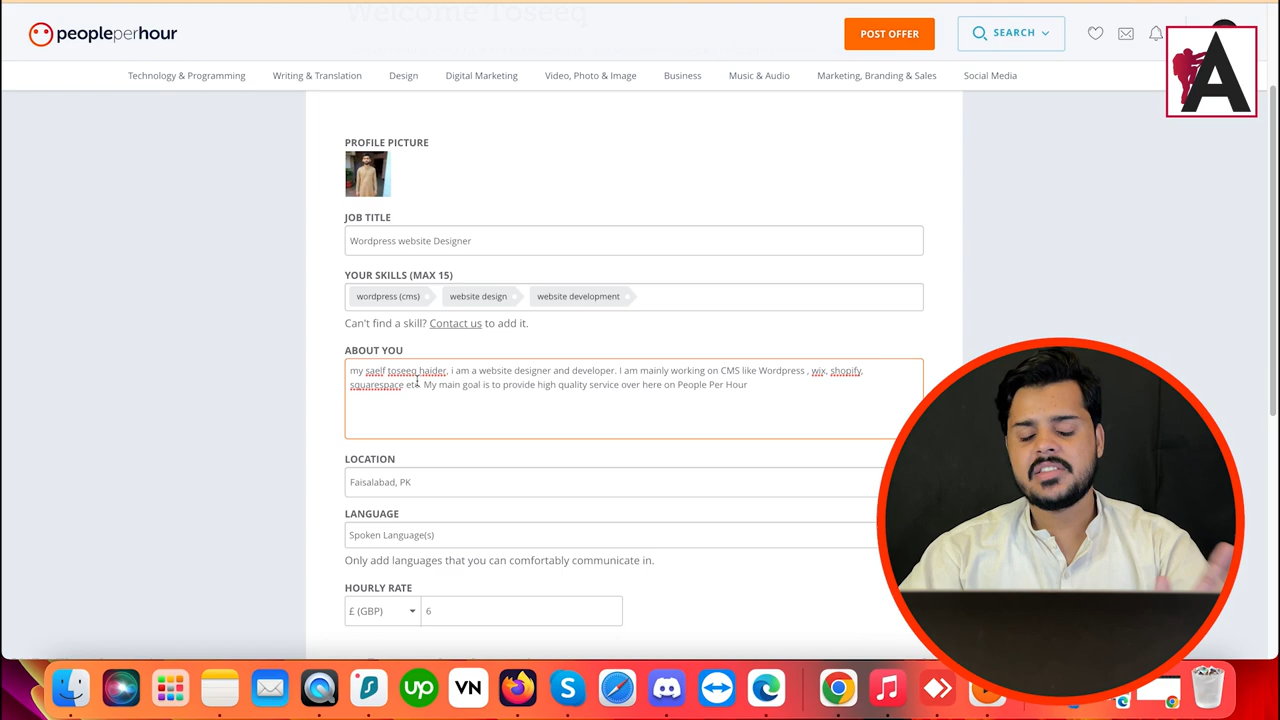 Welcome Toseeq
peopleperhour
POST OFFER
SEARCH
A
Technology & Programming
Writing & Translation
Design
Digital Marketing
Video, Photo & Image
Business
Music & Audio
Marketing, Branding & Sales
Social Media
PROFILE PICTURE
JOB TITLE
Wordpress website Designer
YOUR SKILLS (MAX 15)
wordpress (cms)
website design
website development
Can't find a skill? Contact us to add it.
ABOUT YOU
my saelf toseeq haider, i am a website designer and developer. I am mainly working on CMS like Wordpress , wix, shopify,
squarespace etc. My main goal is to provide high quality service over here on People Per Hour
LOCATION
Faisalabad, PK
LANGUAGE
Spoken Language(s)
Only add languages that you can comfortably communicate in.
HOURLY RATE
£ (GBP)
6
up
VN
S